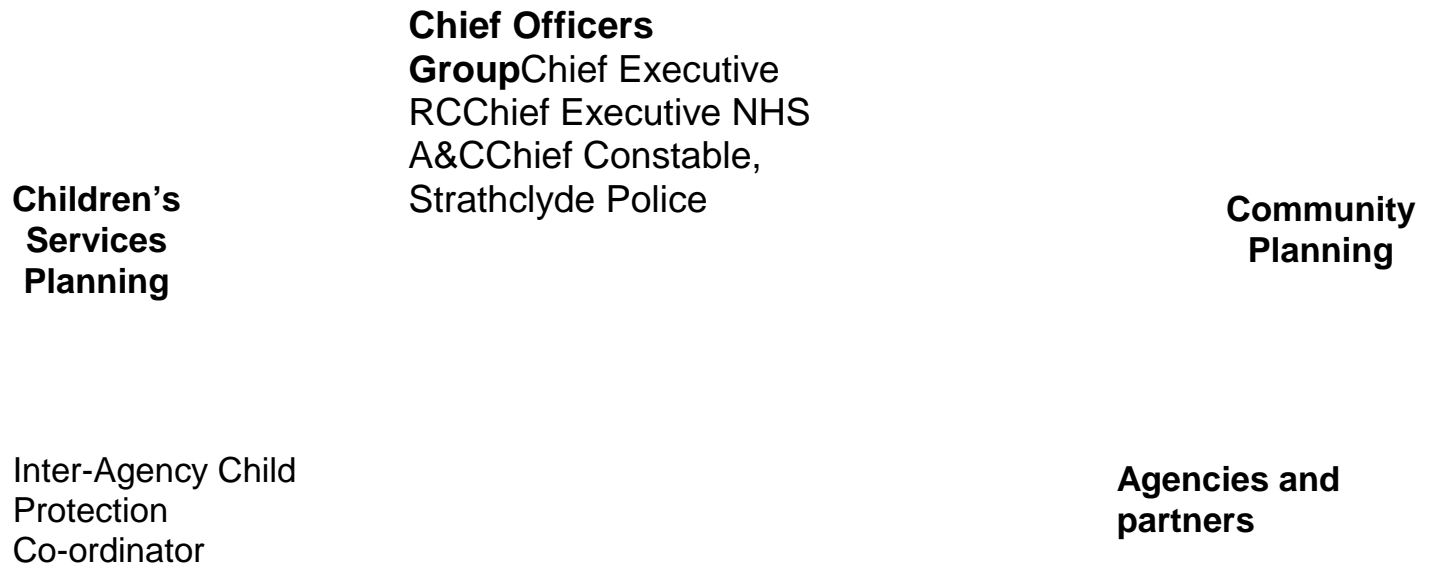 Chief Officers
GroupChief Executive
RCChief Executive NHS
A&CChief Constable,
Strathclyde Police
Children’s
Services
Planning
Community
Planning
Inter-Agency Child
Protection
Co-ordinator
Agencies and
partners